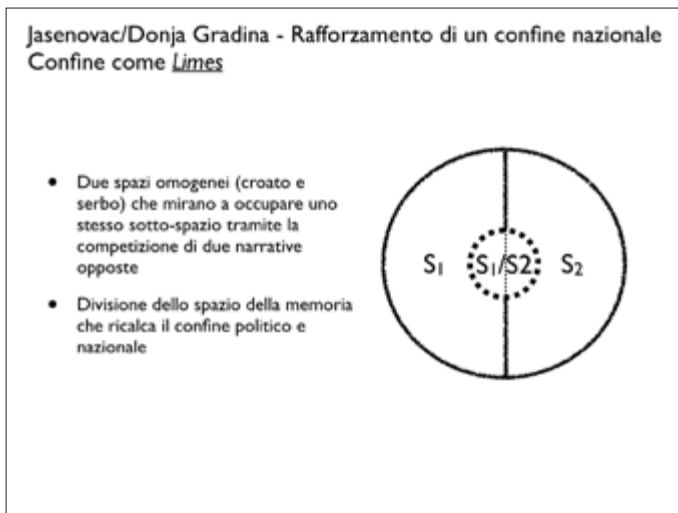 Jasenovac/Donja Gradina - Rafforzamento di un confine nazionale
Confine come Limes
• Due spazi omogenei (croato e
serbo) che mirano a occupare uno
stesso sotto-spazio tramite la
competizione di due narrative
opposte
• Divisione dello spazio della memoria
che ricalca il confine politico e
nazionale
S₁ S₁/S2 S₂